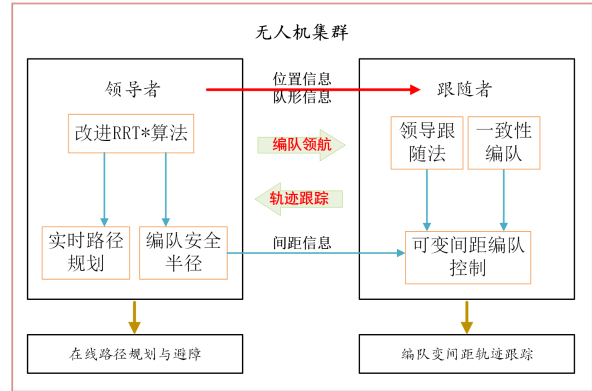 无人机集群
领导者
位置信息
队形信息
跟随者
改进RRT*算法
领导跟
随法
一致性
编队
编队领航
轨迹跟踪
实时路径
规划
编队安全
半径
间距信息
可变间距编队
控制
在线路径规划与避障
编队变间距轨迹跟踪